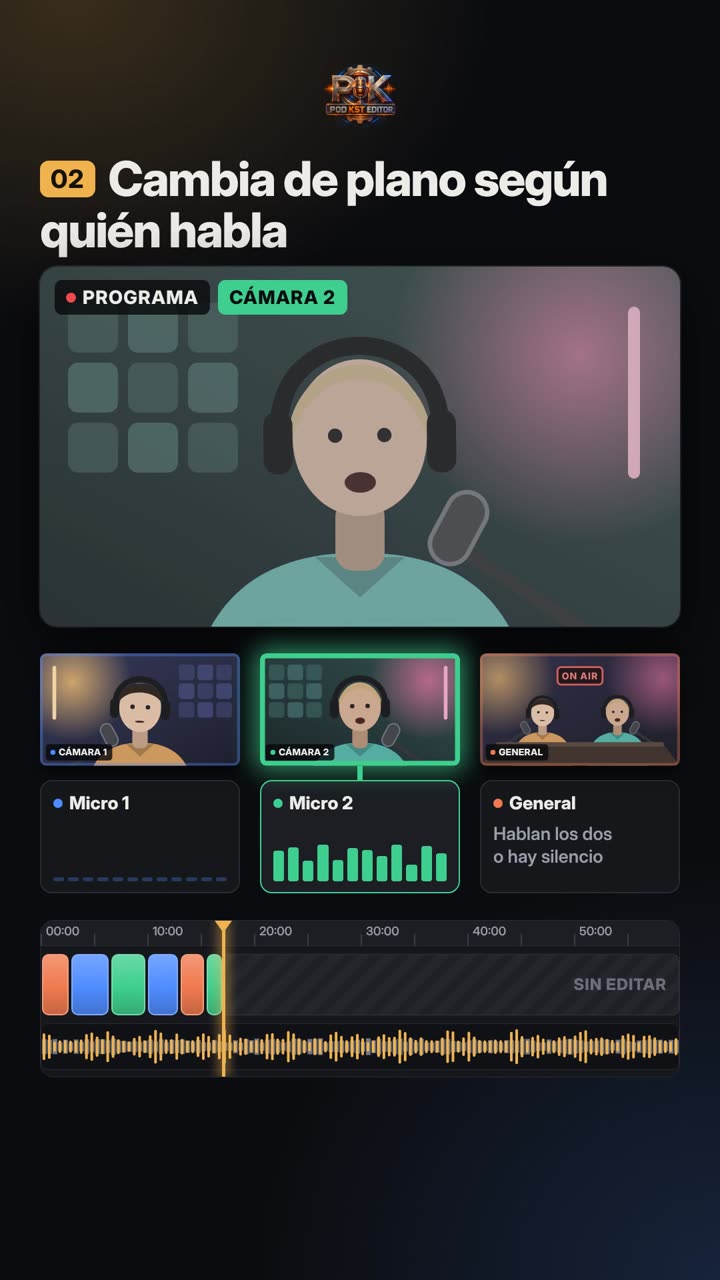 POK
POD KST EDITOR
02 Cambia de plano según
quién habla
PROGRAMA CÁMARA 2
ON AIR
CÁMARA 1 CÁMARA 2 GENERAL
Micro 1 Micro 2 General
Hablan los dos
o hay silencio
00:00 10:00 20:00 30:00 40:00 50:00
SIN EDITAR